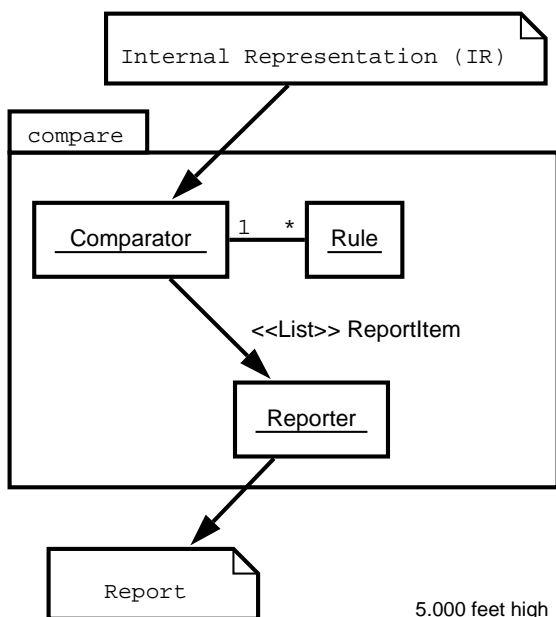 Internal Representation (IR)
compare
Comparator
1
*
Rule
<<List>> ReportItem
Reporter
Report
5.000 feet high